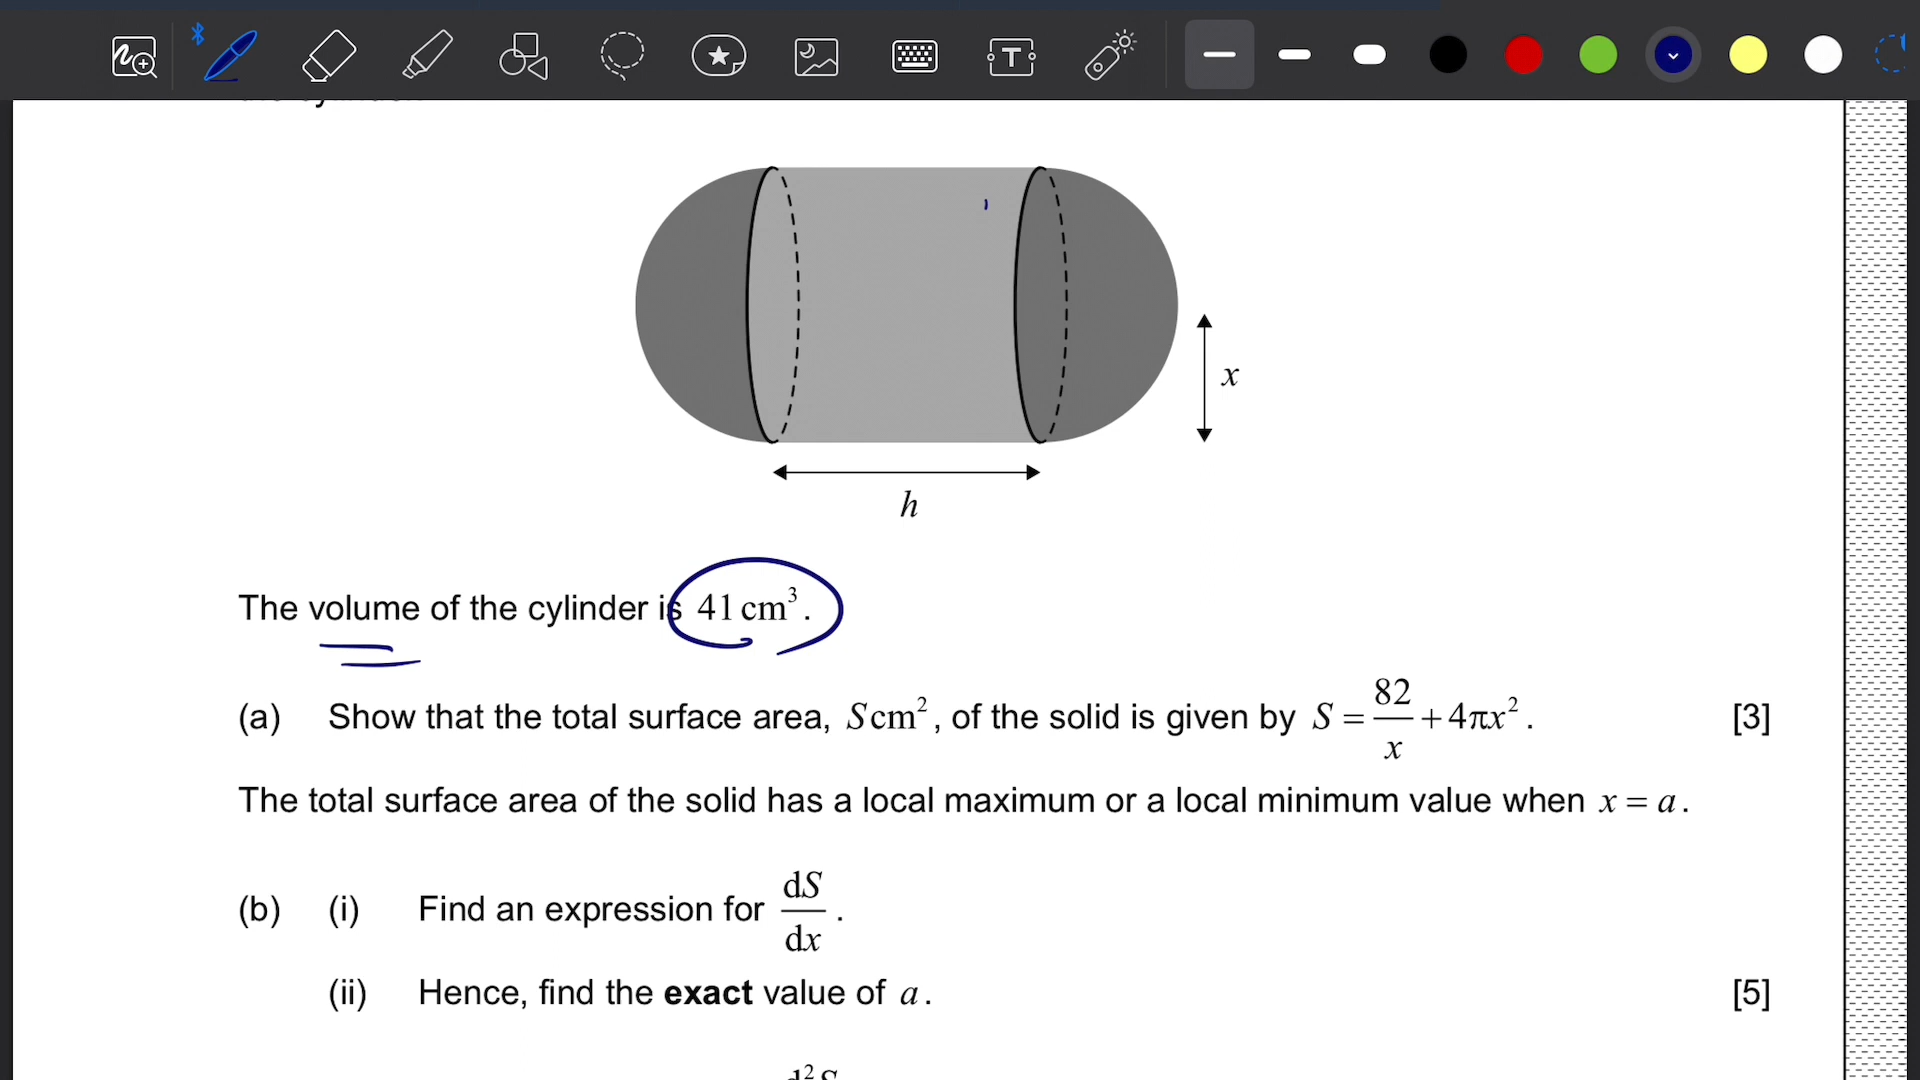 x
h
The volume of the cylinder is 41 cm³.
(a) Show that the total surface area, S cm², of the solid is given by S = 82/x + 4πx². [3]
The total surface area of the solid has a local maximum or a local minimum value when x = a.
(b) (i) Find an expression for dS/dx.
(ii) Hence, find the exact value of a. [5]